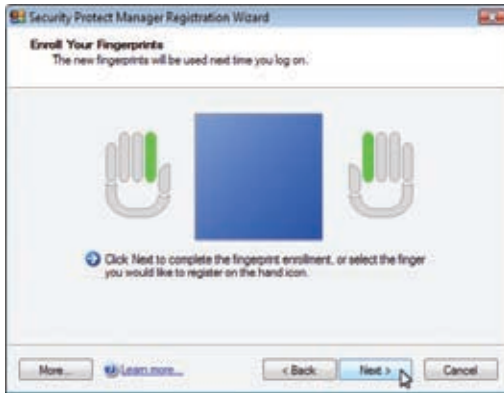 Security Protect Manager Registration Wizard
Enroll Your Fingerprints
The new fingerprints will be used next time you log on.
Click Next to complete the fingerprint enrollment, or select the finger
you would like to register on the hand icon.
More... Learn more... < Back Next > Cancel